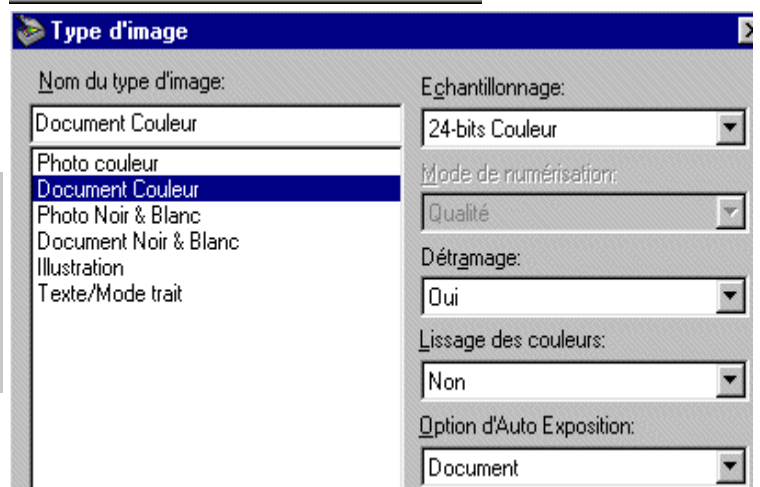 Type d'image
Nom du type d'image:
Document Couleur
Photo couleur
Document Couleur
Photo Noir & Blanc
Document Noir & Blanc
Illustration
Texte/Mode trait
Echantillonnage:
24-bits Couleur
Mode de numérisation:
Qualité
Détramage:
Oui
Lissage des couleurs:
Non
Option d'Auto Exposition:
Document